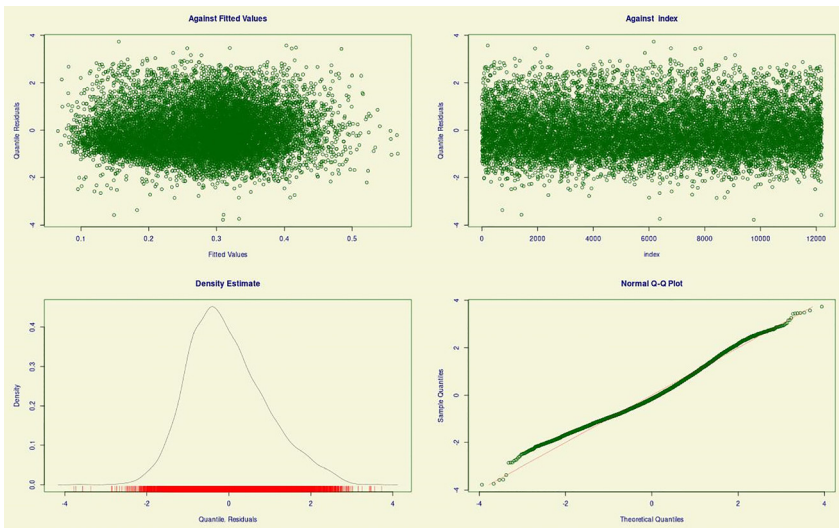 Against Fitted Values
Quantile Residuals
4
2
0
-2
-4
0.1 0.2 0.3 0.4 0.5
Fitted Values
Against index
Quantile Residuals
4
2
0
-2
-4
0 2000 4000 6000 8000 10000 12000
index
Density Estimate
Density
0.4
0.3
0.2
0.1
0.0
-4 -2 0 2 4
Quantile. Residuals
Normal Q-Q Plot
Sample Quantiles
4
2
0
-2
-4
-4 -2 0 2 4
Theoretical Quantiles